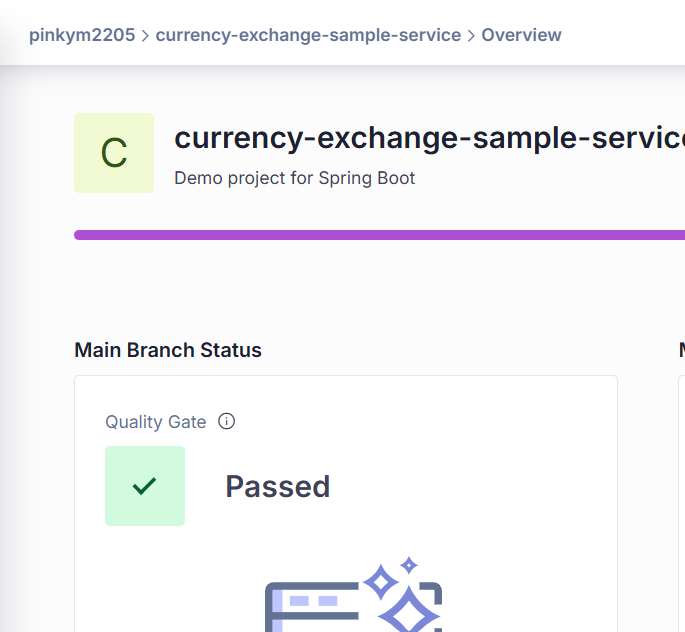 pinkym2205 > currency-exchange-sample-service > Overview
C
currency-exchange-sample-service
Demo project for Spring Boot
Main Branch Status
Quality Gate
Passed